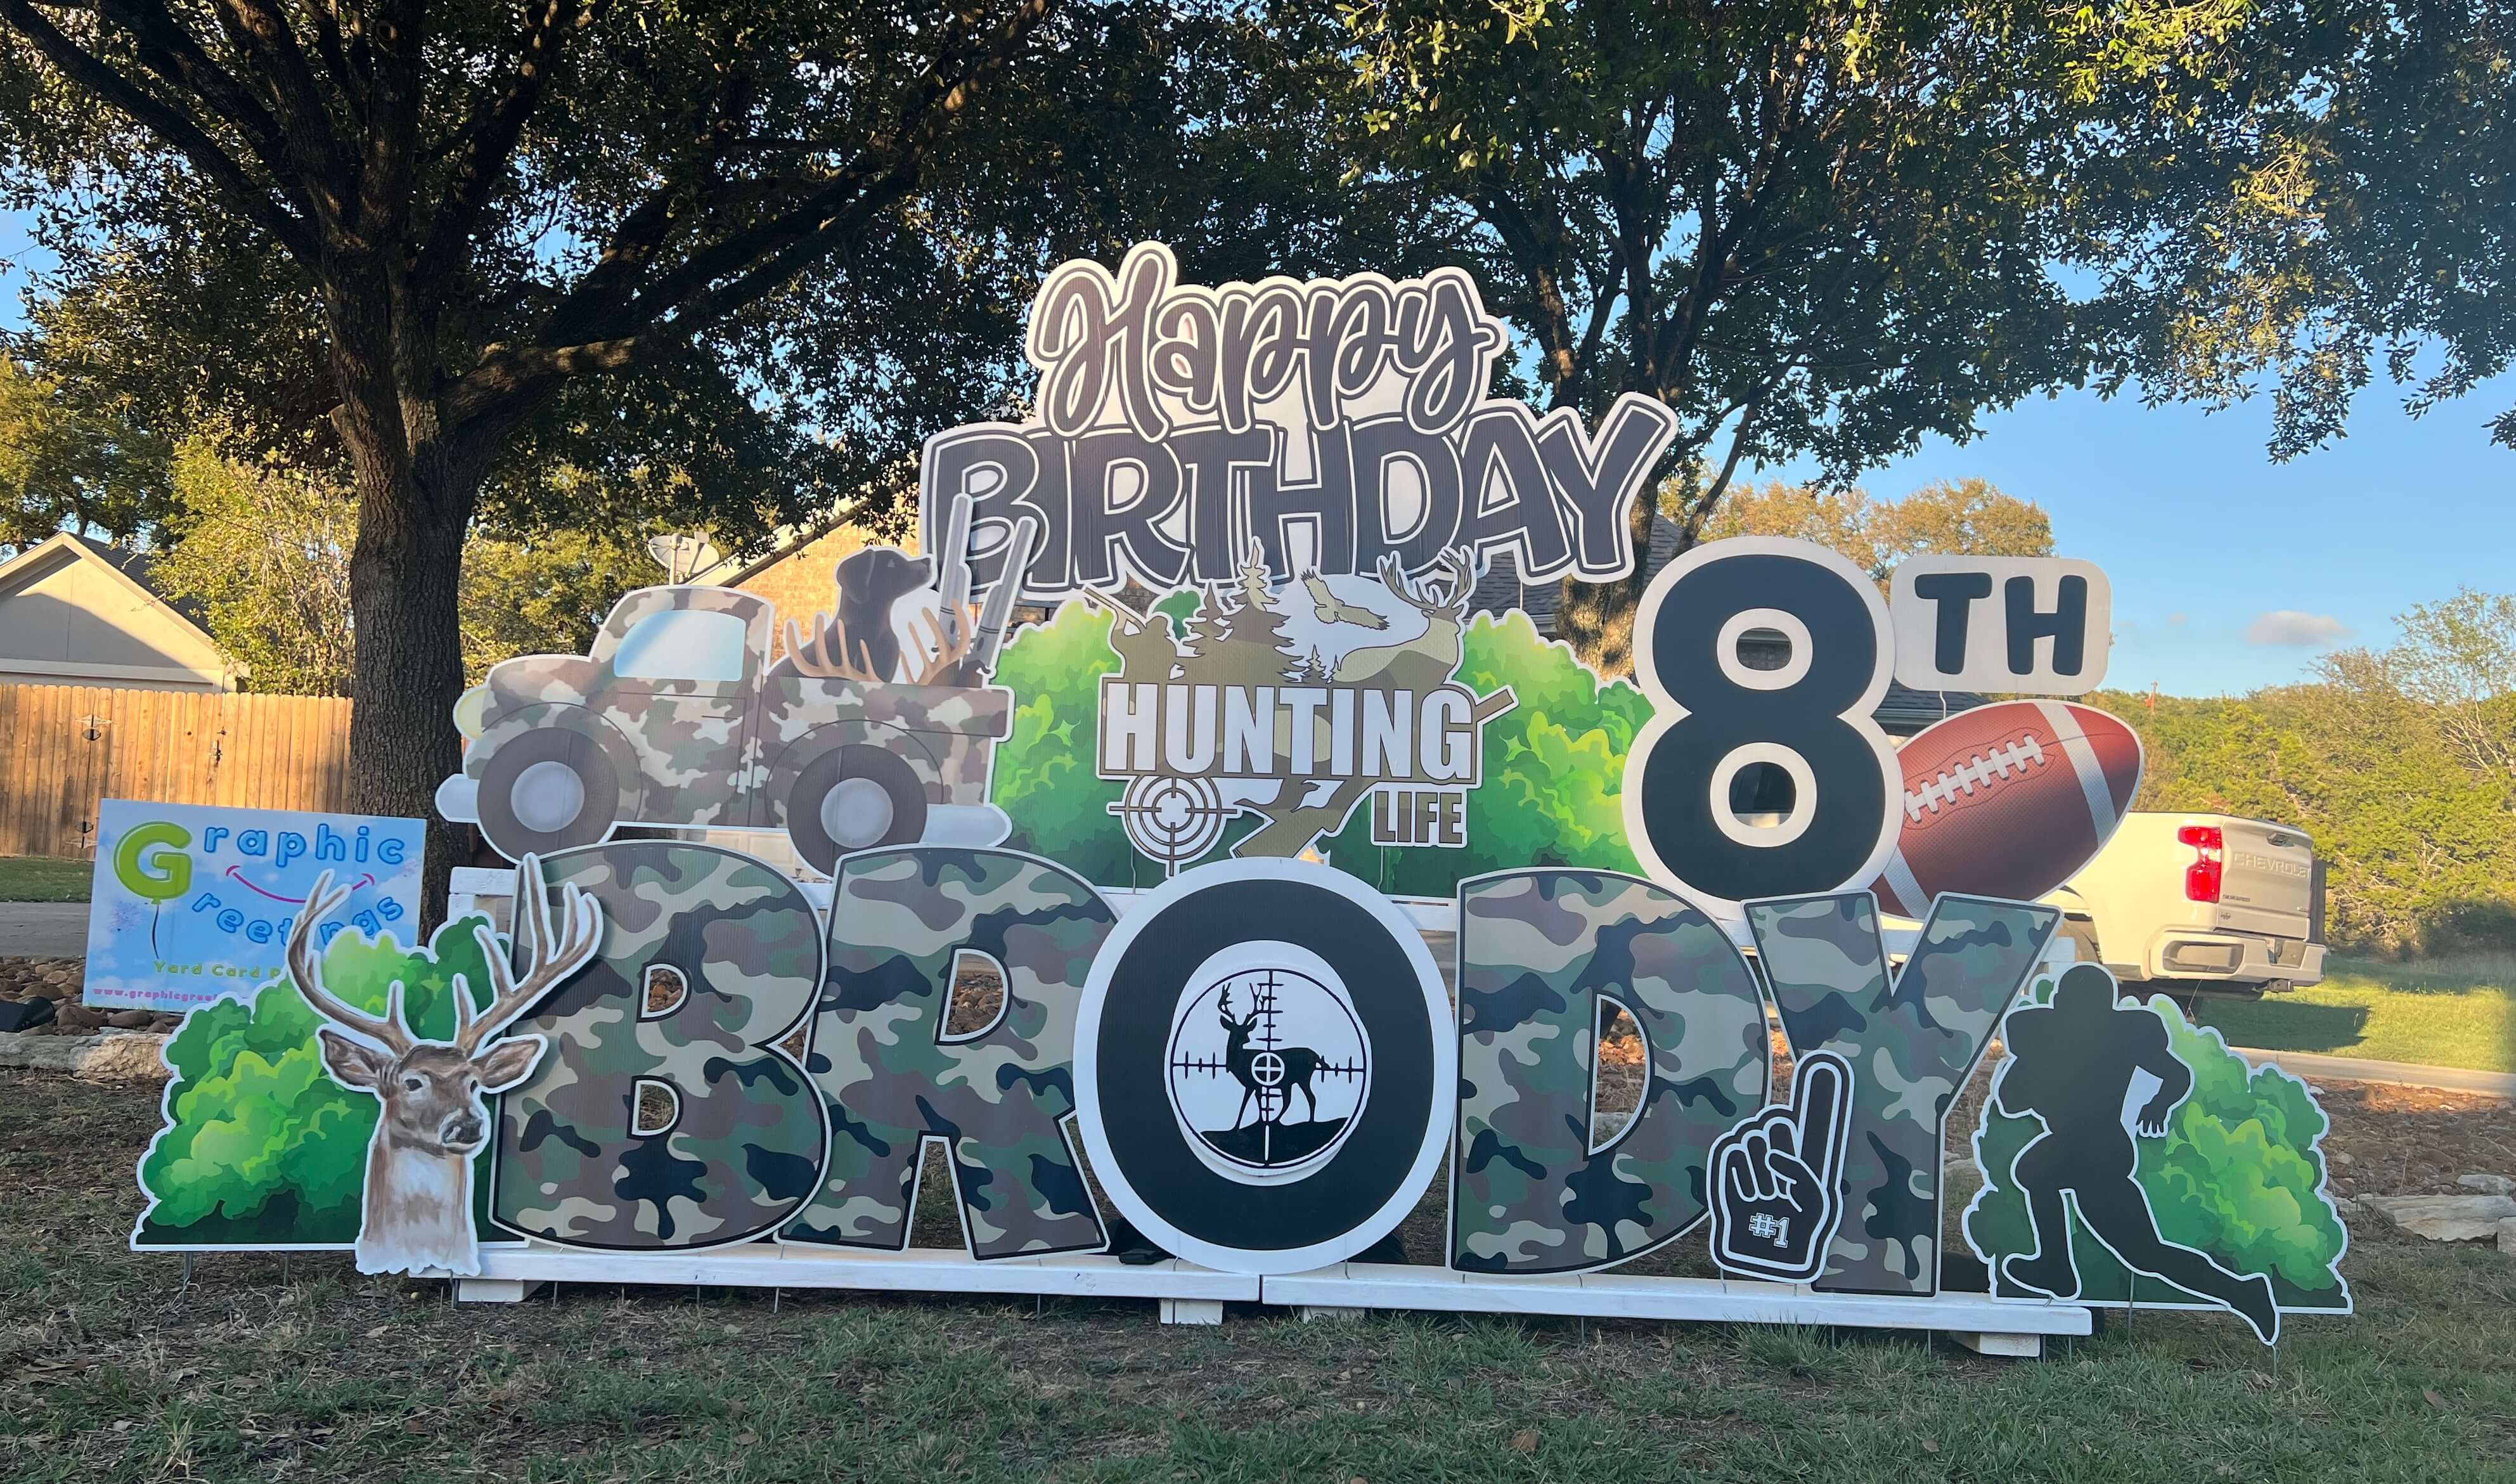 Happy
BIRTHDAY
8TH
HUNTING
LIFE
BRODY
#1
Graphic
Greetings
Yard Card
CHEVROLET